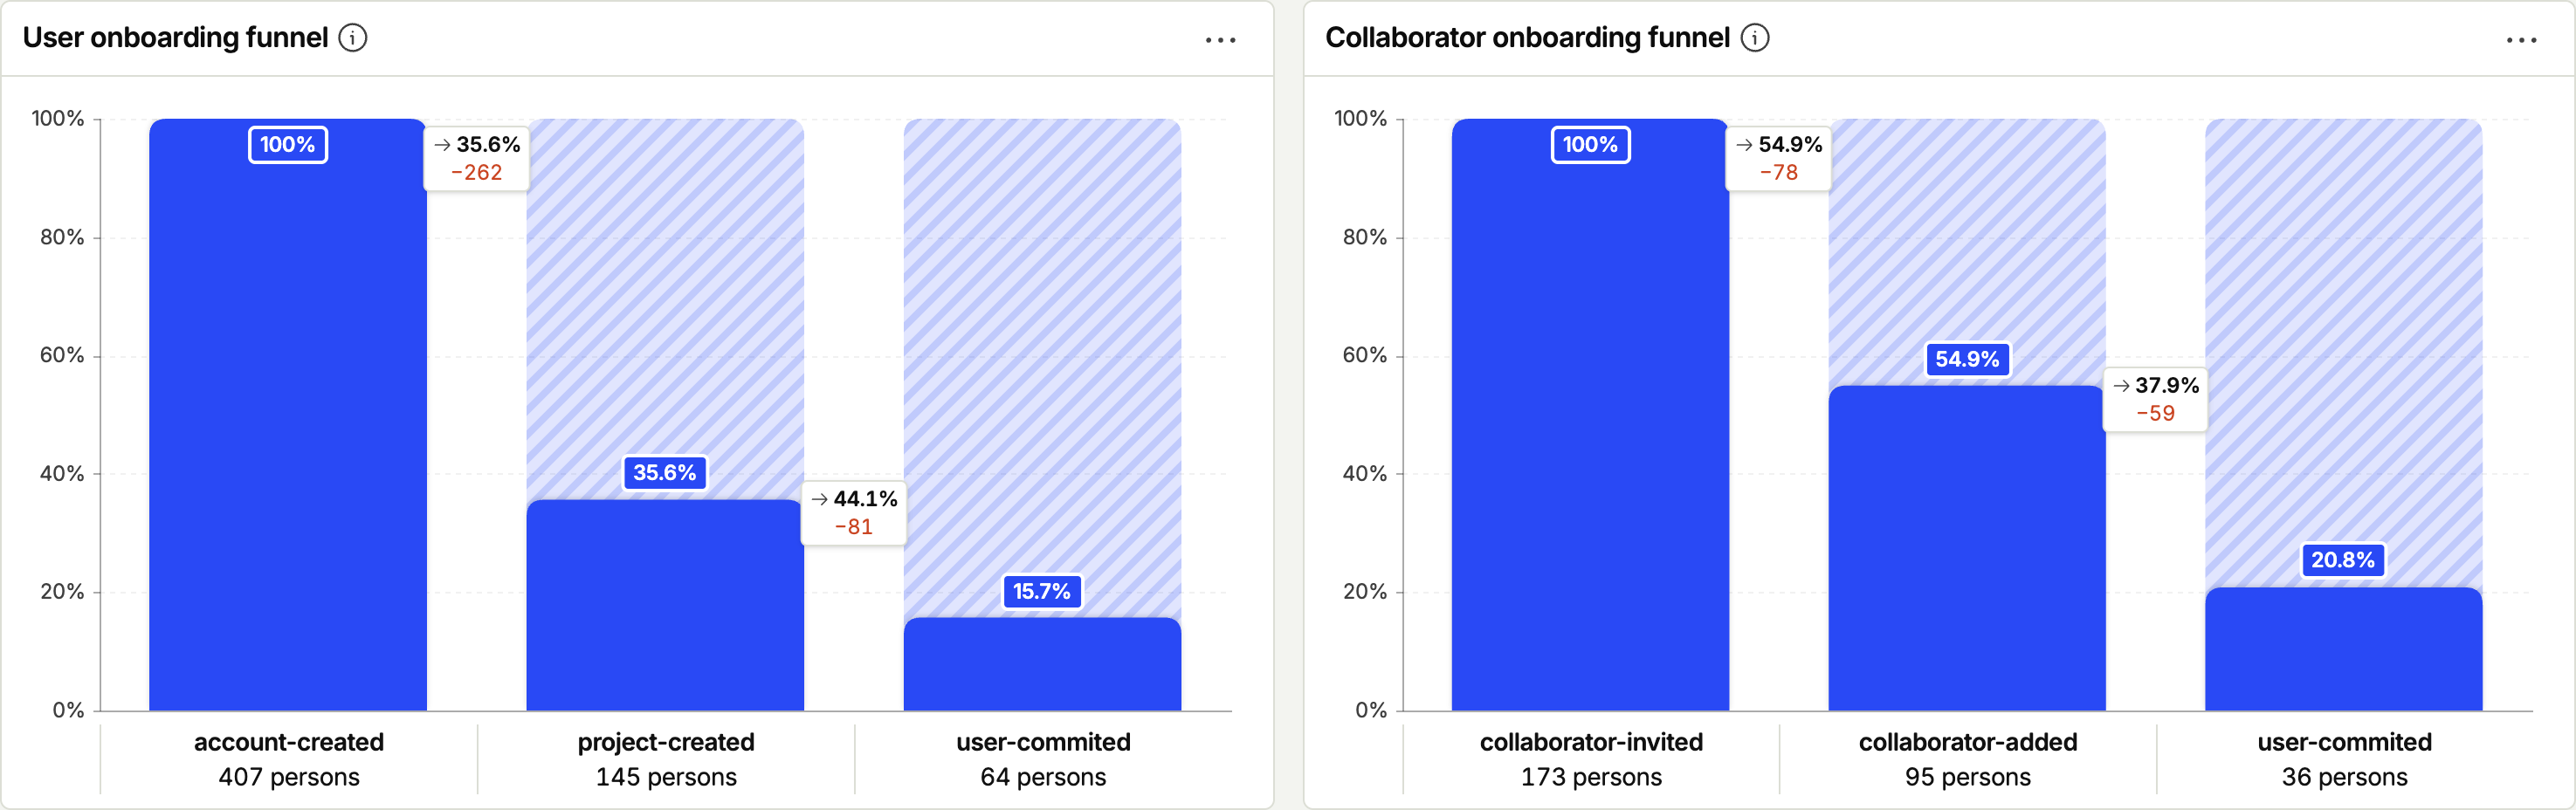 User onboarding funnel
100%
80%
60%
40%
20%
0%
100%
→ 35.6%
−262
35.6%
→ 44.1%
−81
15.7%
account-created
407 persons
project-created
145 persons
user-commited
64 persons
Collaborator onboarding funnel
100%
80%
60%
40%
20%
0%
100%
→ 54.9%
−78
54.9%
→ 37.9%
−59
20.8%
collaborator-invited
173 persons
collaborator-added
95 persons
user-commited
36 persons